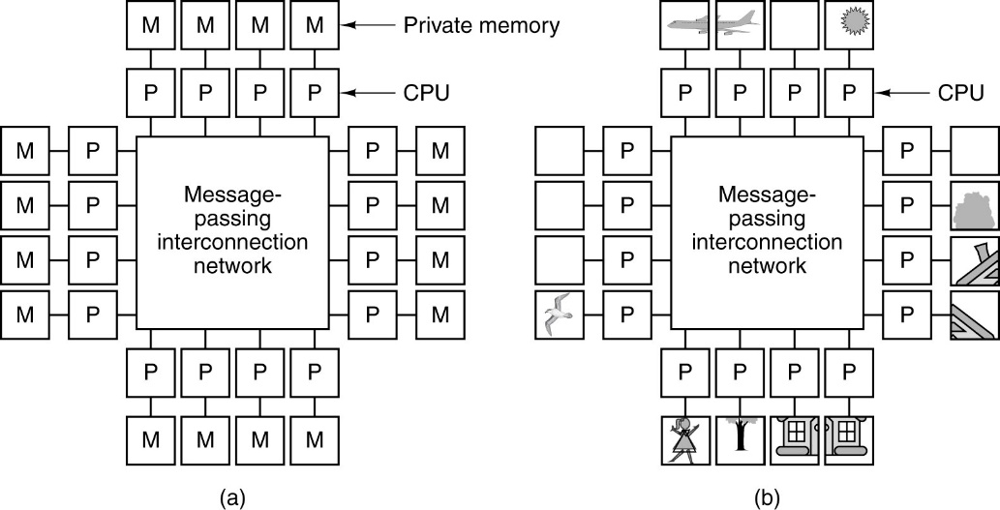 M M M M Private memory
P P P P CPU P P P P CPU
M P P M P P
M P Message- P M P Message- P
passing passing
M P interconnection P M P interconnection P
network network
M P P M P P
P P P P P P P P
M M M M
(a) (b)